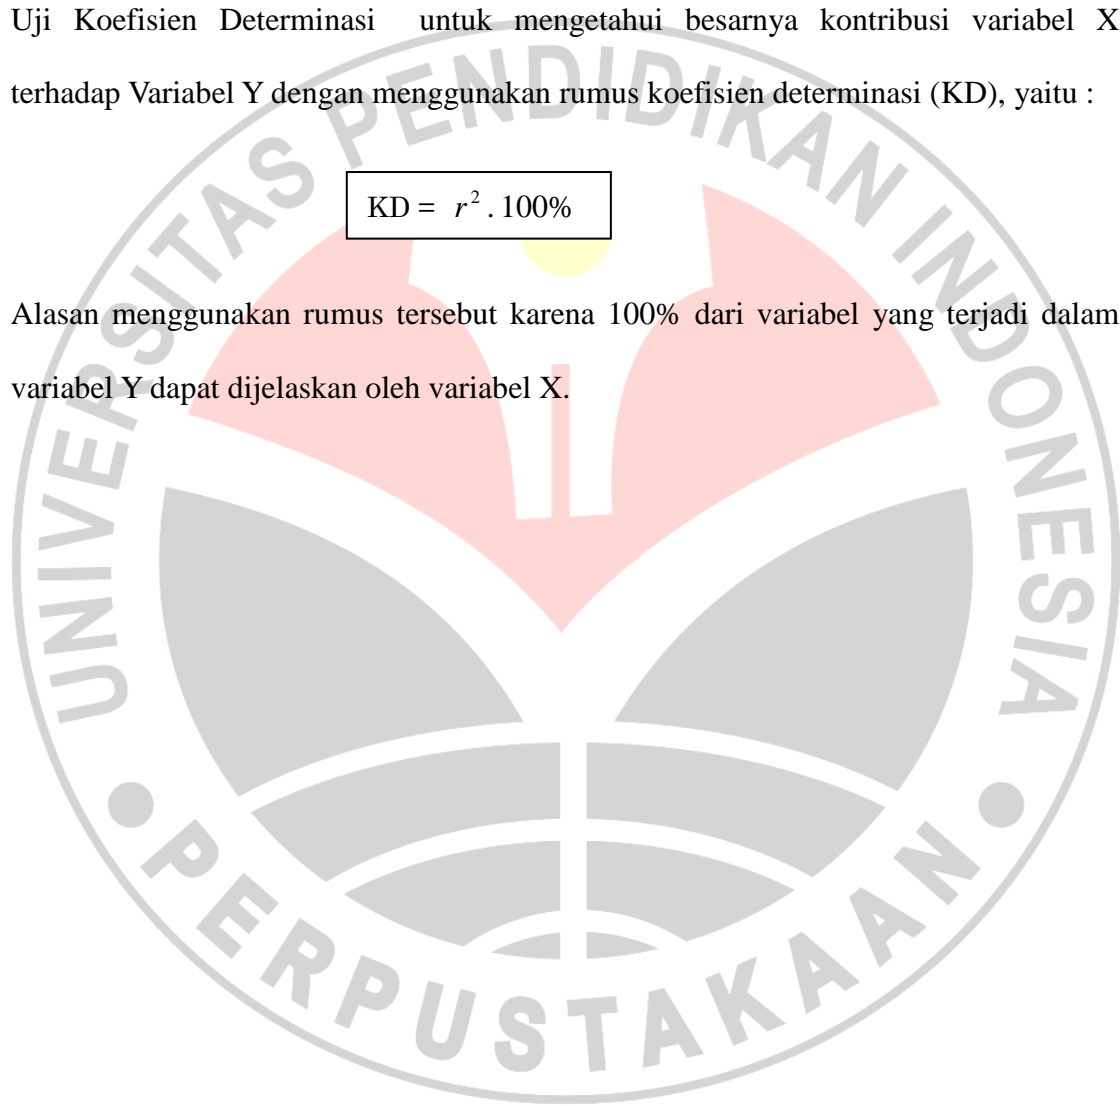 Uji Koefisien Determinasi untuk mengetahui besarnya kontribusi variabel X
terhadap Variabel Y dengan menggunakan rumus koefisien determinasi (KD), yaitu :
KD = r² . 100%
Alasan menggunakan rumus tersebut karena 100% dari variabel yang terjadi dalam
variabel Y dapat dijelaskan oleh variabel X.
UNIVERSITAS PENDIDIKAN INDONESIA
PERPUSTAKAAN